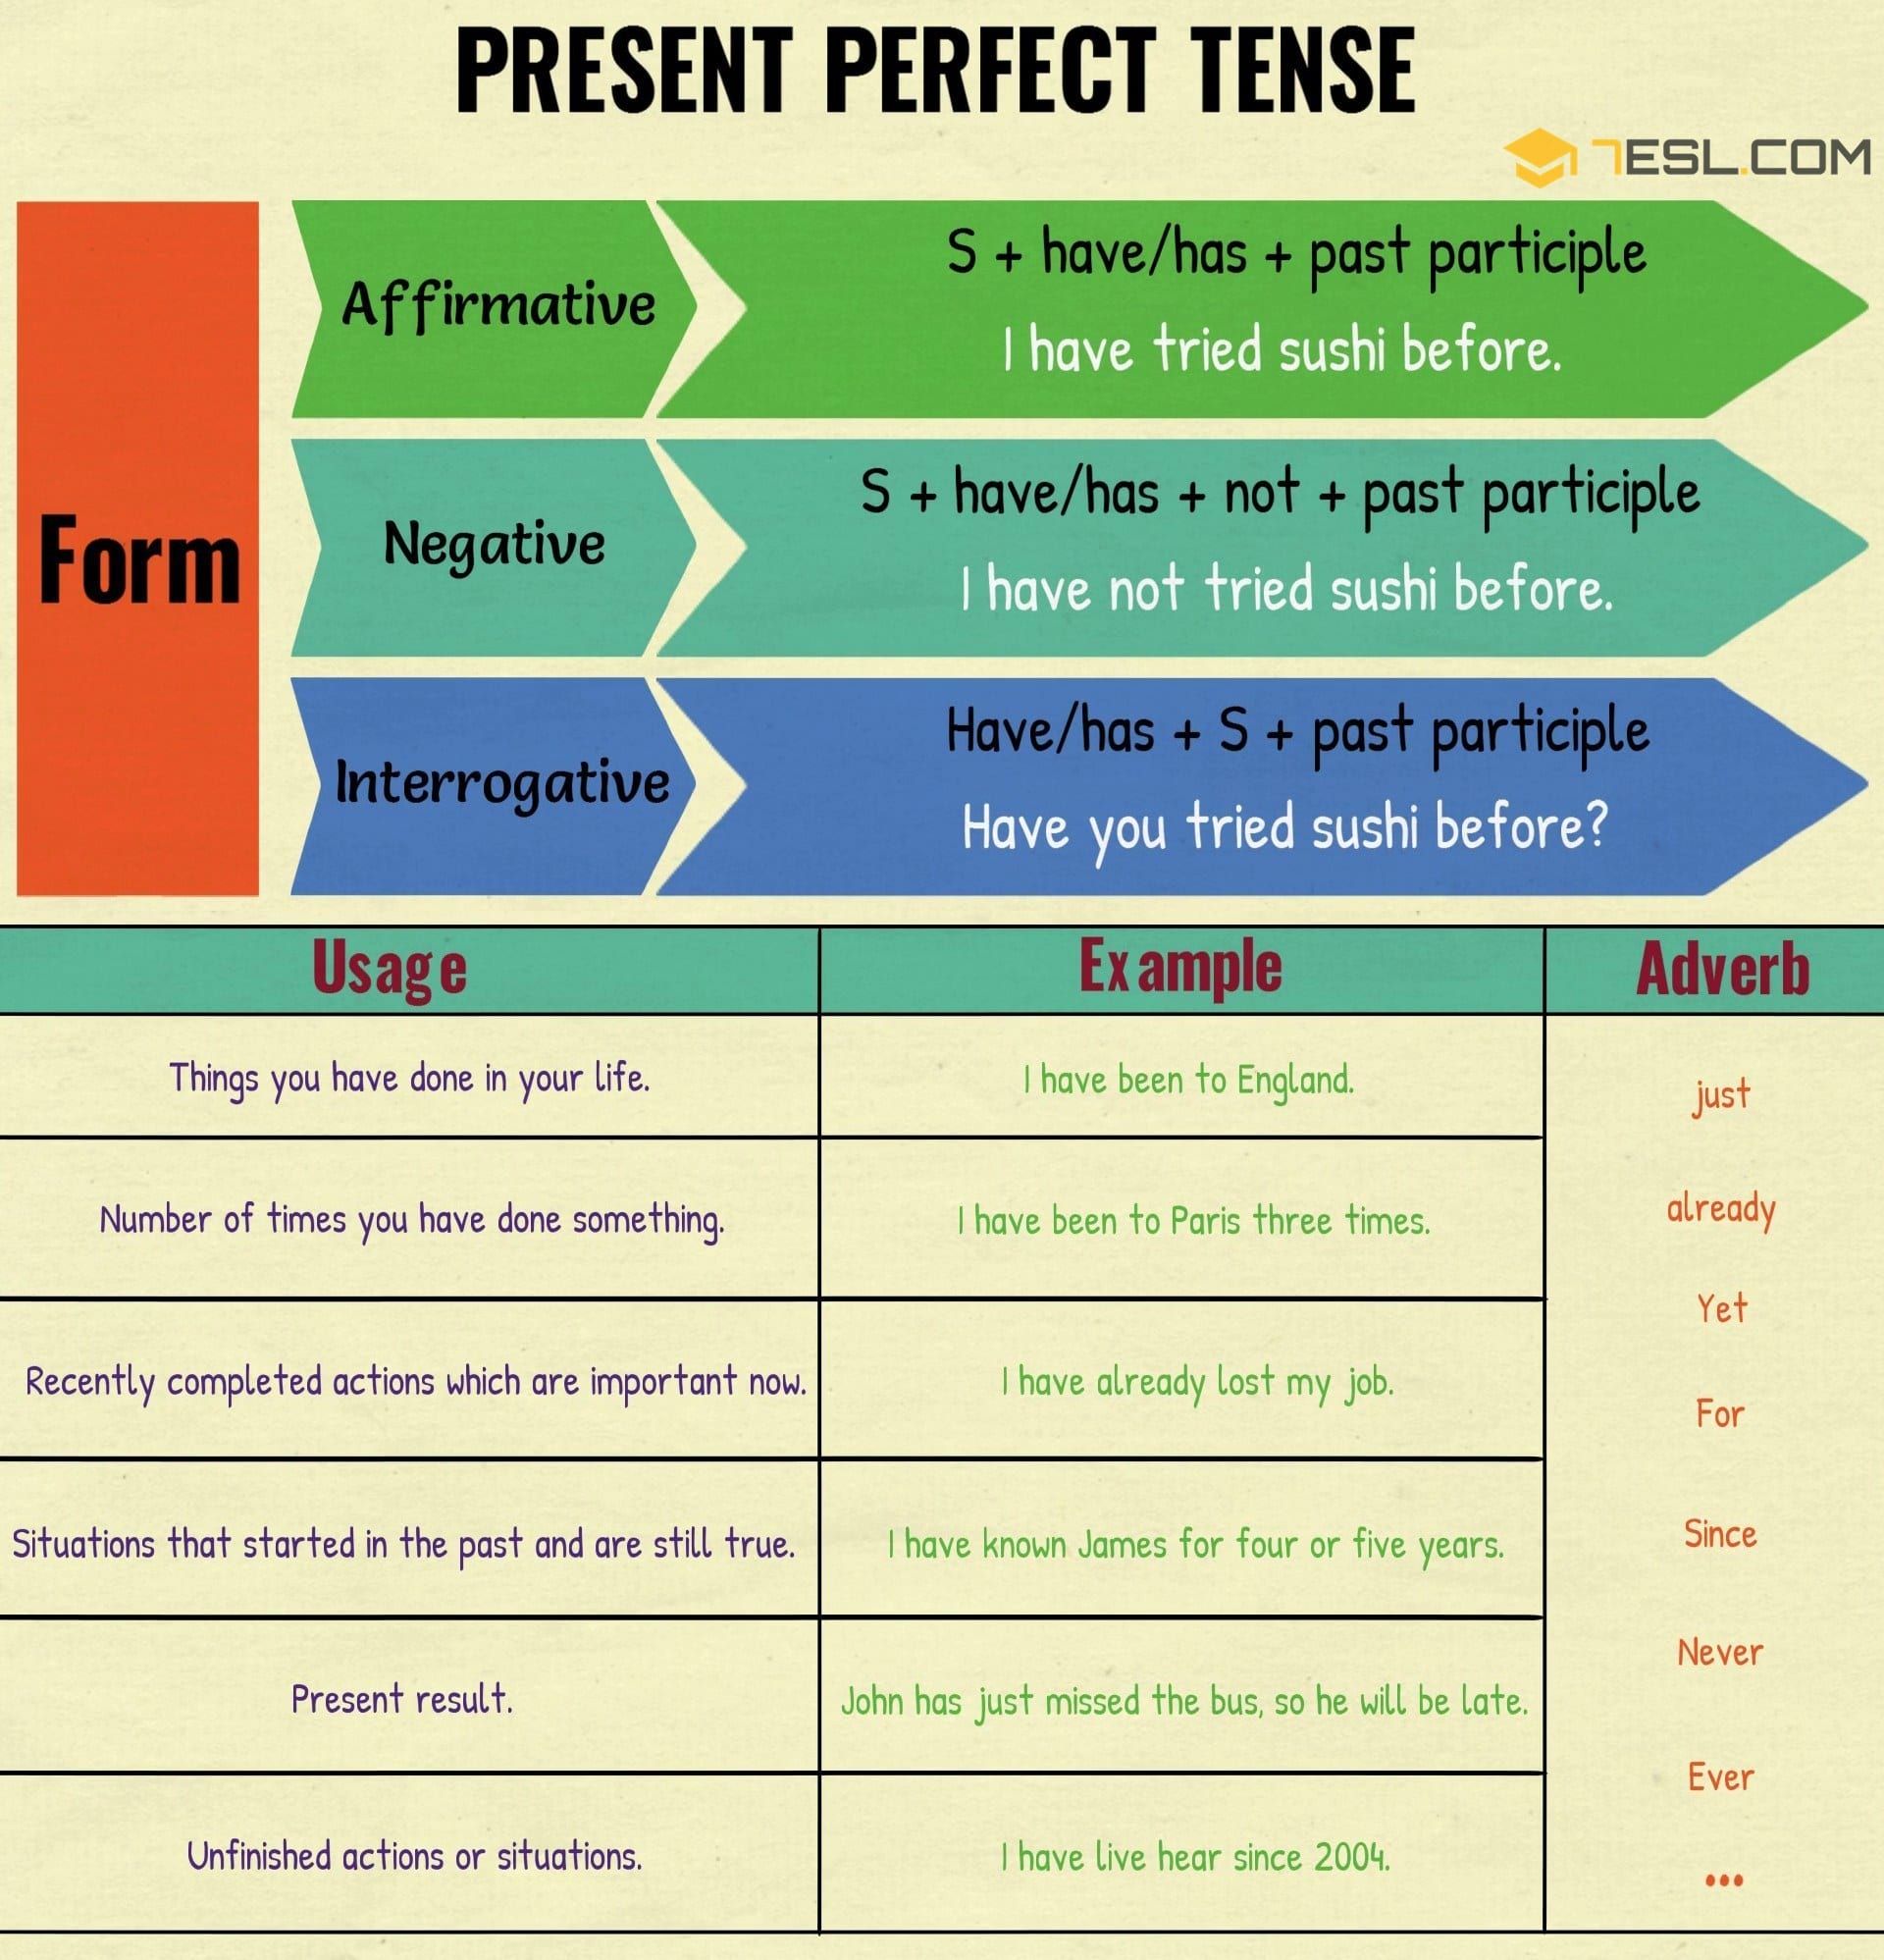 PRESENT PERFECT TENSE
7ESL.COM
Form
Affirmative
S + have/has + past participle
I have tried sushi before.
Negative
S + have/has + not + past participle
I have not tried sushi before.
Interrogative
Have/has + S + past participle
Have you tried sushi before?
Usage
Example
Adverb
Things you have done in your life.
I have been to England.
just
Number of times you have done something.
I have been to Paris three times.
already
Yet
Recently completed actions which are important now.
I have already lost my job.
For
Situations that started in the past and are still true.
I have known James for four or five years.
Since
Present result.
John has just missed the bus, so he will be late.
Never
Ever
Unfinished actions or situations.
I have live hear since 2004.
...